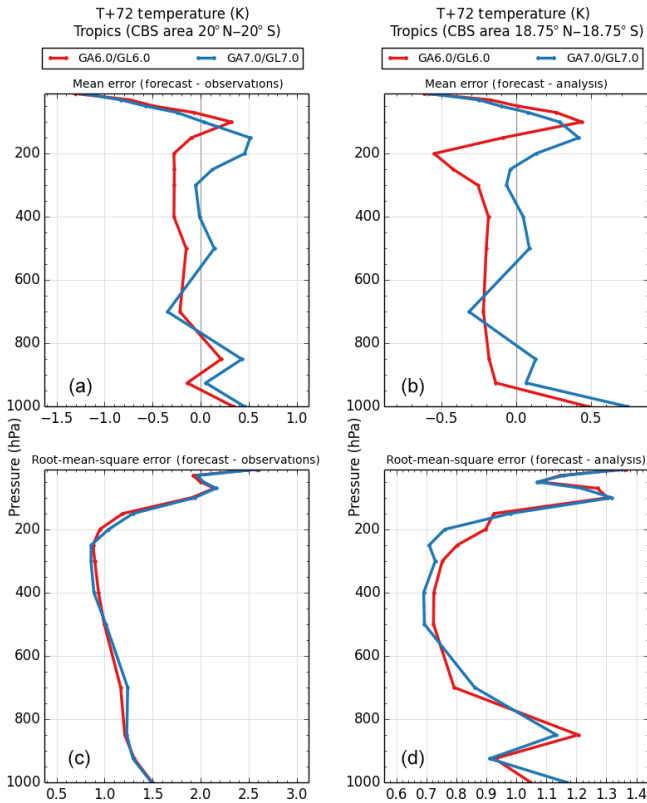 T+72 temperature (K)
Tropics (CBS area 20° N–20° S)
GA6.0/GL6.0 GA7.0/GL7.0
Mean error (forecast - observations)
200
400
600
800
1000
−1.5 −1.0 −0.5 0.0 0.5 1.0
(a)
T+72 temperature (K)
Tropics (CBS area 18.75° N–18.75° S)
GA6.0/GL6.0 GA7.0/GL7.0
Mean error (forecast - analysis)
200
400
600
800
1000
−0.5 0.0 0.5
(b)
Pressure (hPa)
Root-mean-square error (forecast - observations)
200
400
600
800
1000
0.5 1.0 1.5 2.0 2.5 3.0
(c)
Pressure (hPa)
Root-mean-square error (forecast - analysis)
200
400
600
800
1000
0.6 0.7 0.8 0.9 1.0 1.1 1.2 1.3 1.4
(d)